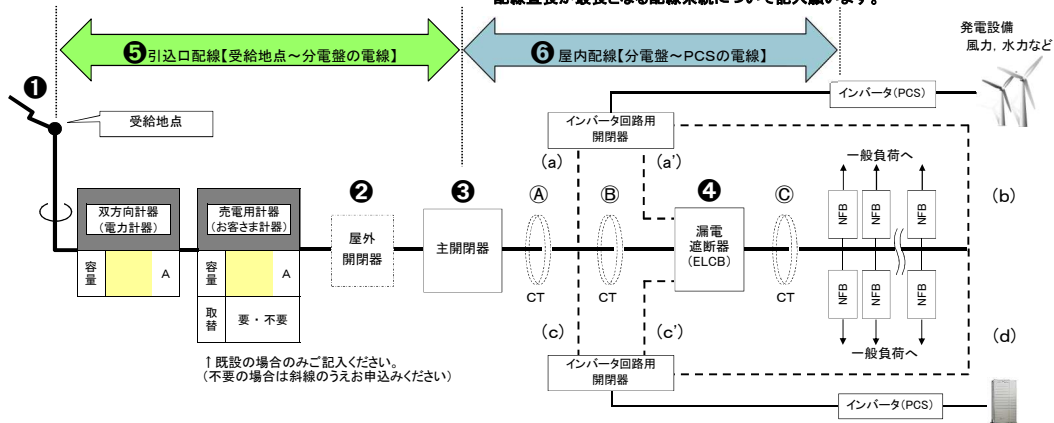 配線亘長が最長となる配線系統について記入願います。
発電設備
風力，水力など
❺引込口配線【受給地点～分電盤の電線】
❻屋内配線【分電盤～PCSの電線】
❶
受給地点
インバータ(PCS)
インバータ回路用
開閉器
(a)
(a')
一般負荷へ
(b)
双方向計器
(電力計器)
容量
A
売電用計器
(お客さま計器)
容量
A
取替
要・不要
❷
屋外
開閉器
❸
主開閉器
Ⓐ
CT
Ⓑ
CT
❹
漏電
遮断器
(ELCB)
Ⓒ
CT
NFB
NFB
NFB
NFB
NFB
NFB
(c)
(c')
(d)
一般負荷へ
↑既設の場合のみご記入ください。
(不要の場合は斜線のうえお申込みください)
インバータ回路用
開閉器
インバータ(PCS)